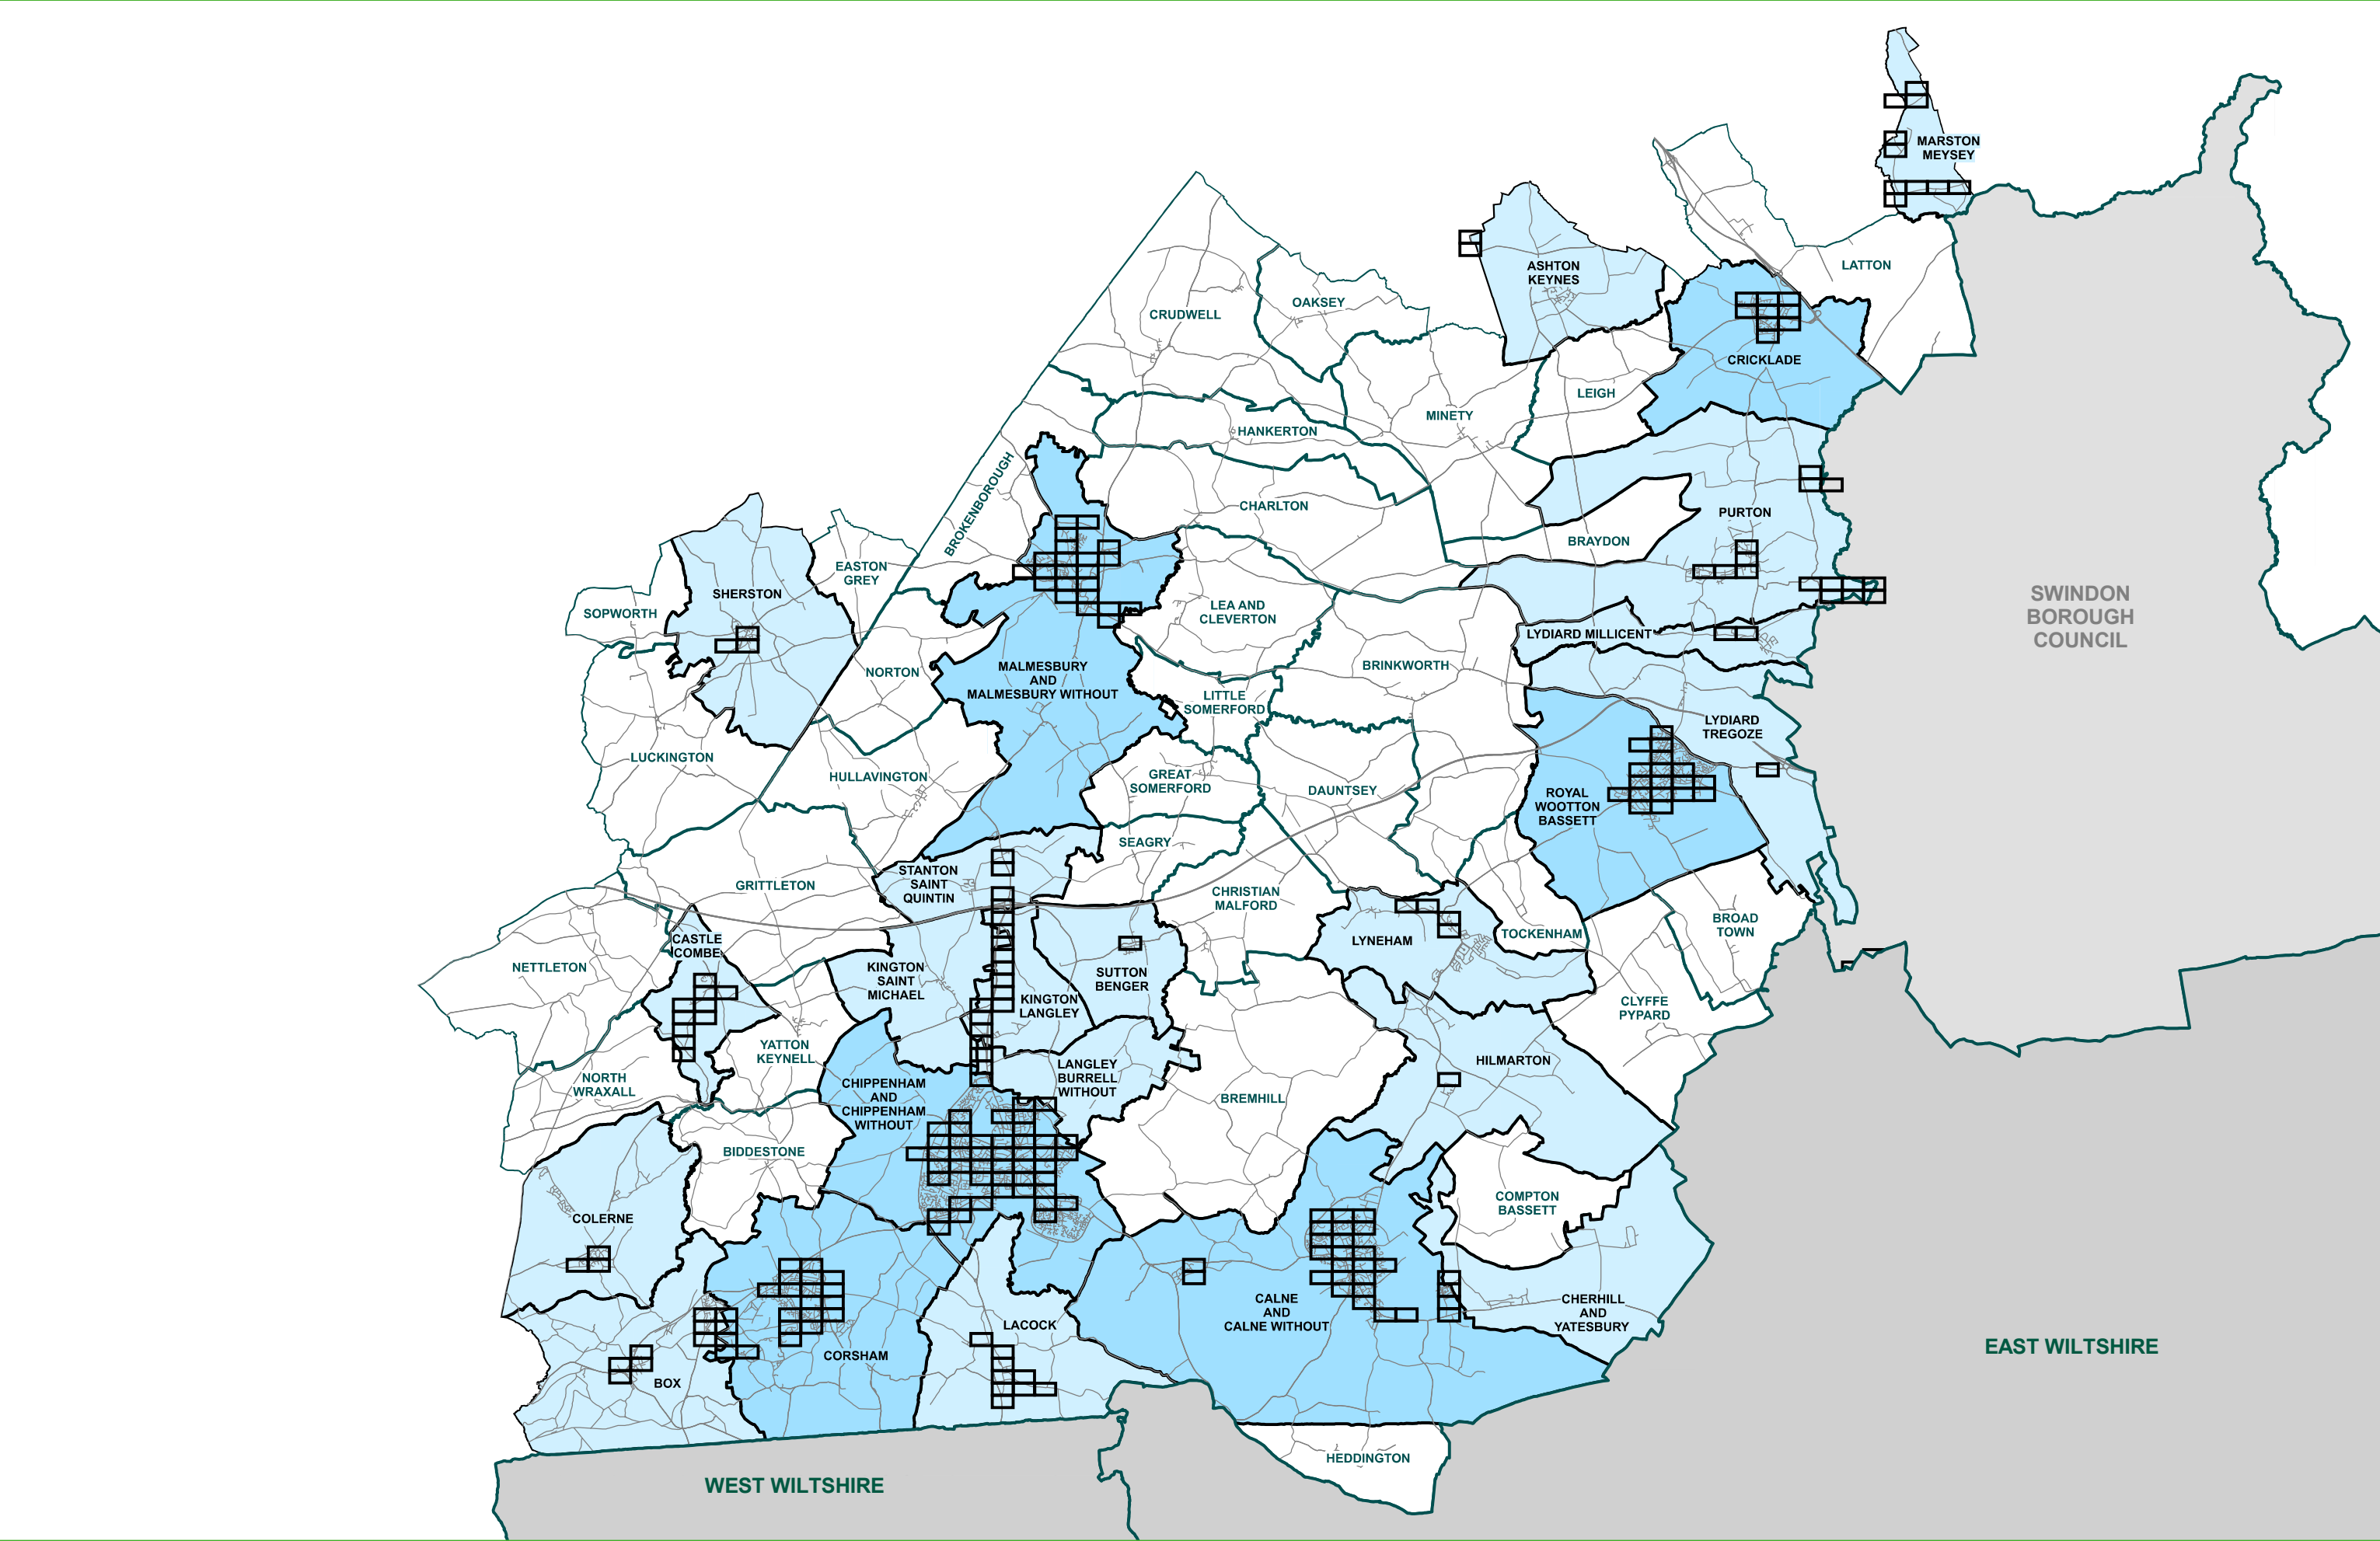 MARSTON
MEYSEY
LATTON
ASHTON
KEYNES
OAKSEY
CRUDWELL
CRICKLADE
LEIGH
MINETY
HANKERTON
BROKENBOROUGH
CHARLTON
PURTON
BRAYDON
EASTON
GREY
SHERSTON
SOPWORTH
LEA AND
CLEVERTON
SWINDON
BOROUGH
COUNCIL
LYDIARD MILLICENT
BRINKWORTH
NORTON
MALMESBURY
AND
MALMESBURY WITHOUT
LITTLE
SOMERFORD
LYDIARD
TREGOZE
LUCKINGTON
HULLAVINGTON
GREAT
SOMERFORD
DAUNTSEY
ROYAL
WOOTTON
BASSETT
SEAGRY
STANTON
SAINT
QUINTIN
GRITTLETON
CHRISTIAN
MALFORD
BROAD
TOWN
TOCKENHAM
LYNEHAM
CASTLE
COMBE
NETTLETON
KINGTON
SAINT
MICHAEL
SUTTON
BENGER
KINGTON
LANGLEY
CLYFFE
PYPARD
YATTON
KEYNELL
HILMARTON
NORTH
WRAXALL
LANGLEY
BURRELL
WITHOUT
CHIPPENHAM
AND
CHIPPENHAM
WITHOUT
BREMHILL
BIDDESTONE
COMPTON
BASSETT
COLERNE
CALNE
AND
CALNE WITHOUT
CHERHILL
AND
YATESBURY
LACOCK
CORSHAM
BOX
EAST WILTSHIRE
HEDDINGTON
WEST WILTSHIRE